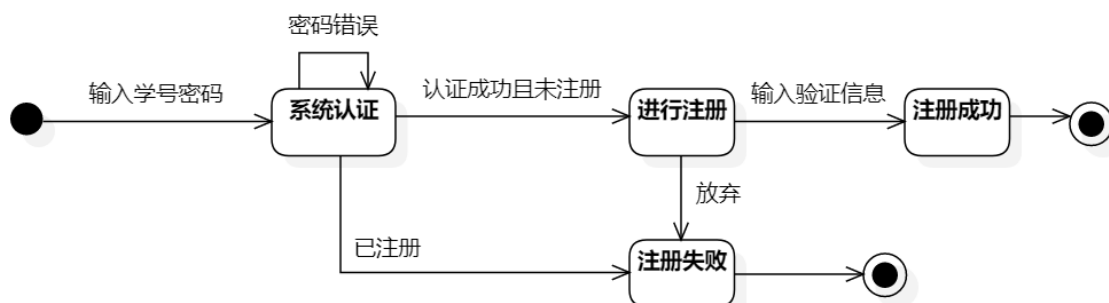 密码错误
输入学号密码
系统认证
认证成功且未注册
进行注册
输入验证信息
注册成功
放弃
已注册
注册失败